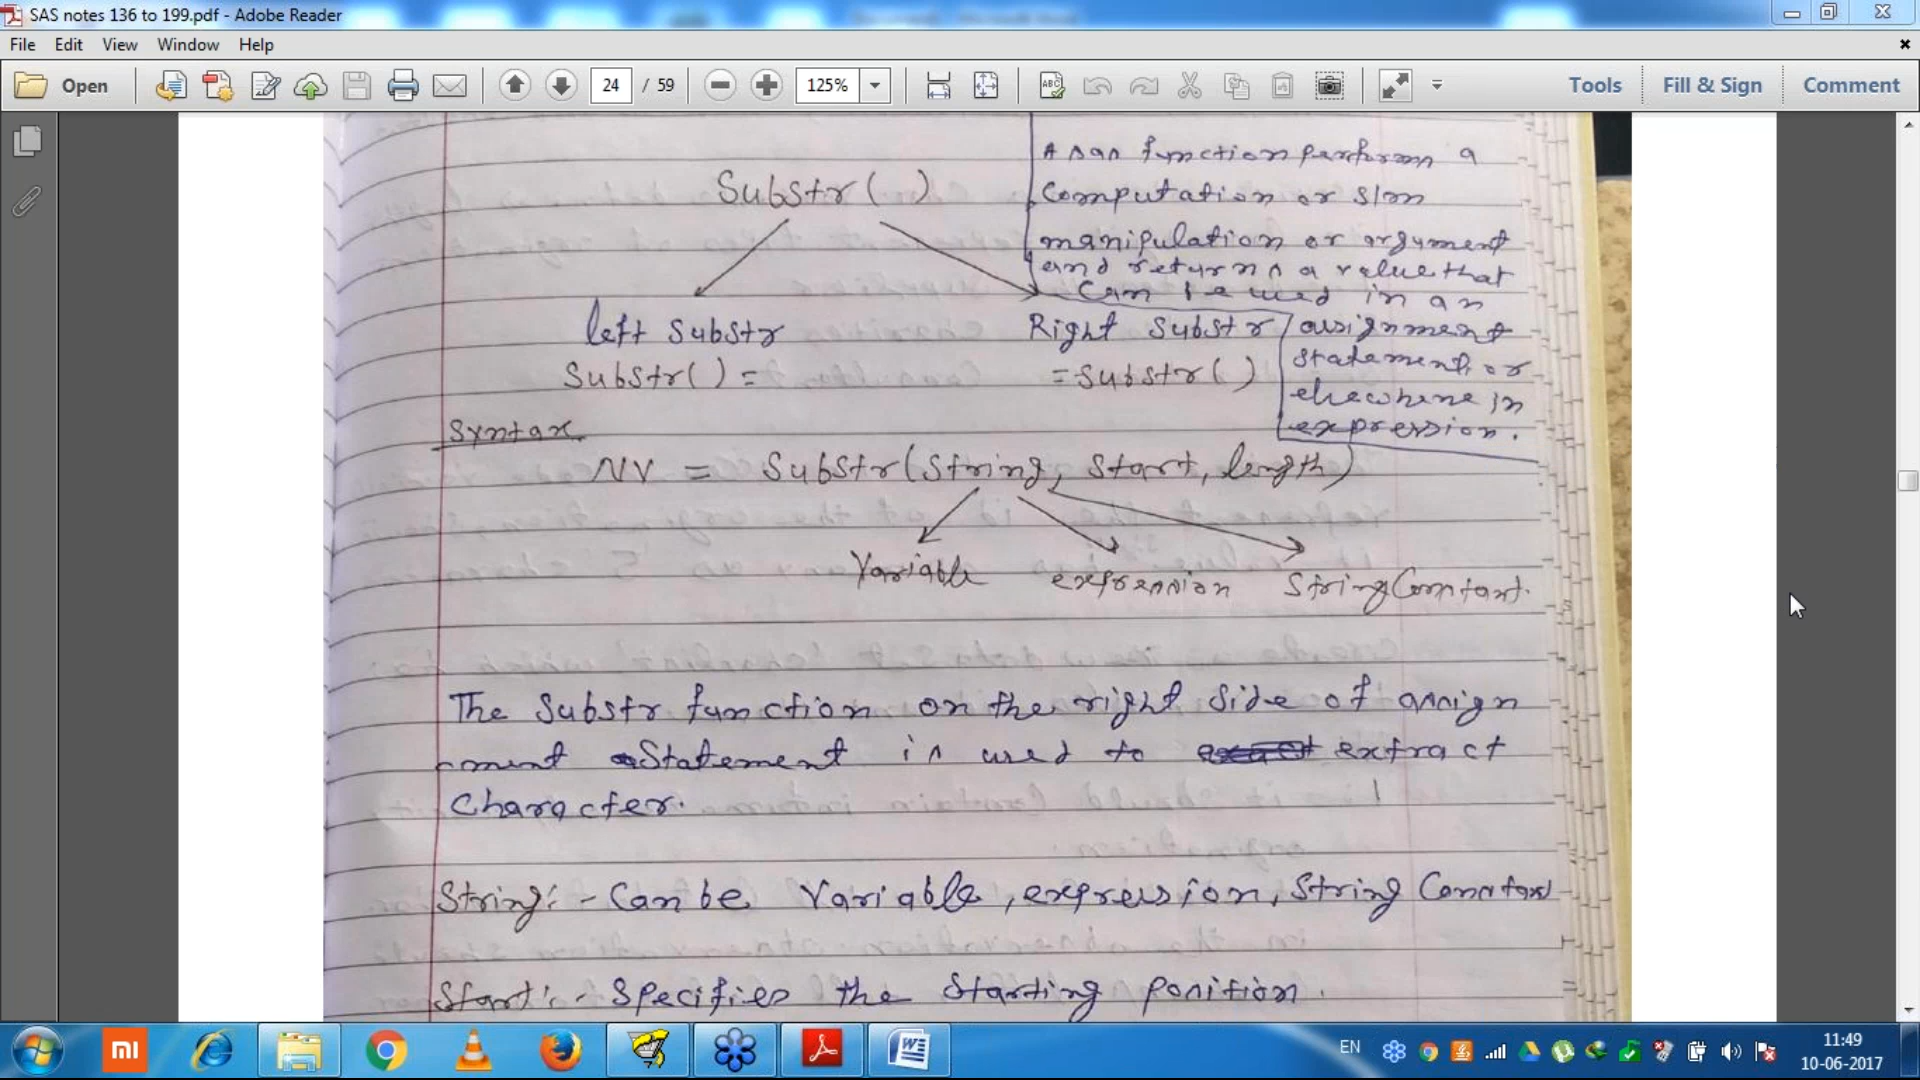 SAS notes 136 to 199.pdf - Adobe Reader
File Edit View Window Help
Open 24 / 59 125% Tools Fill & Sign Comment
A sas function performs a
Computation or s/m
manipulation or argument
and returns a value that
Can be used in an
assignment
statement, or
elsewhere in
expression.
Substr ( )
left Substr
Right Substr
Substr( ) =
= Substr( )
Syntax
NV = Substr(String, Start, length)
Variable expression String Constant.
The Substr function on the right Side of assign
ment Statement is used to extract
Character.
String:- Can be Variable, expression, String Constant
Start:- Specifies the Starting position.
EN
11:49
10-06-2017